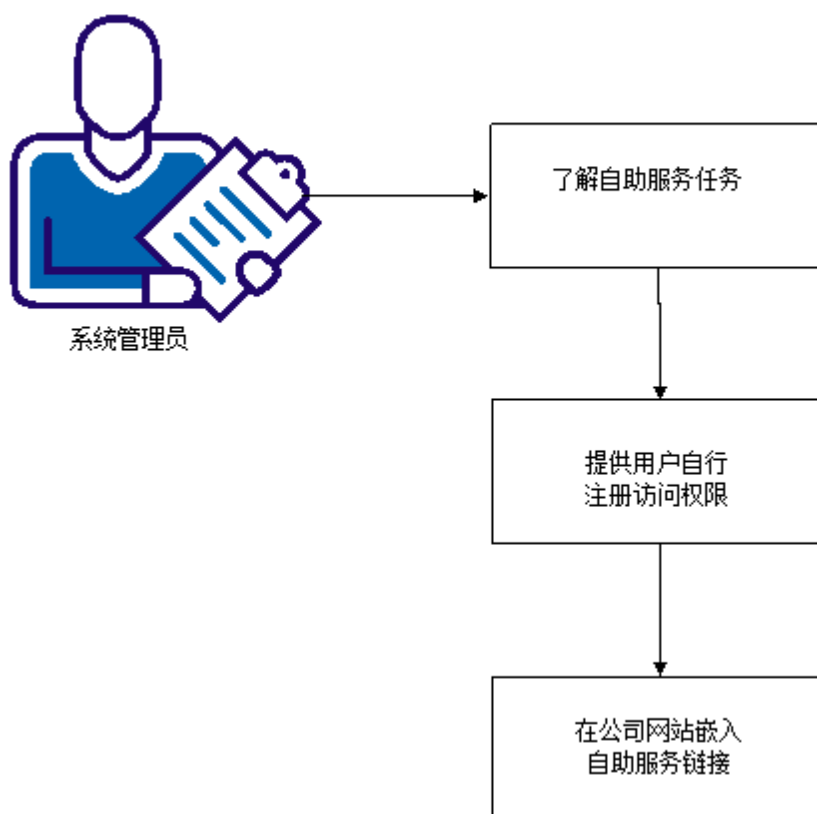 了解自助服务任务
系统管理员
提供用户自行
注册访问权限
在公司网站嵌入
自助服务链接